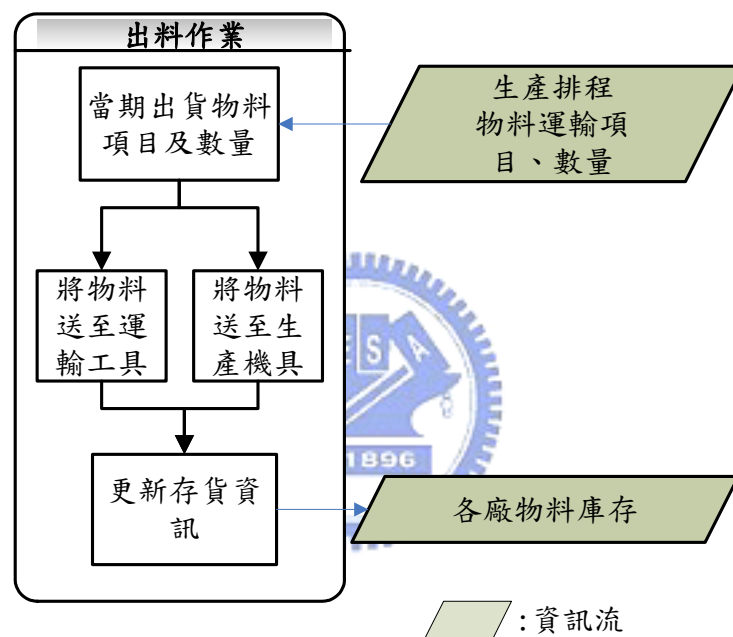 出料作業
當期出貨物料
項目及數量
生產排程
物料運輸項
目、數量
將物料
送至運
輸工具
將物料
送至生
產機具
E S A
1896
更新存貨資
訊
各廠物料庫存
:資訊流